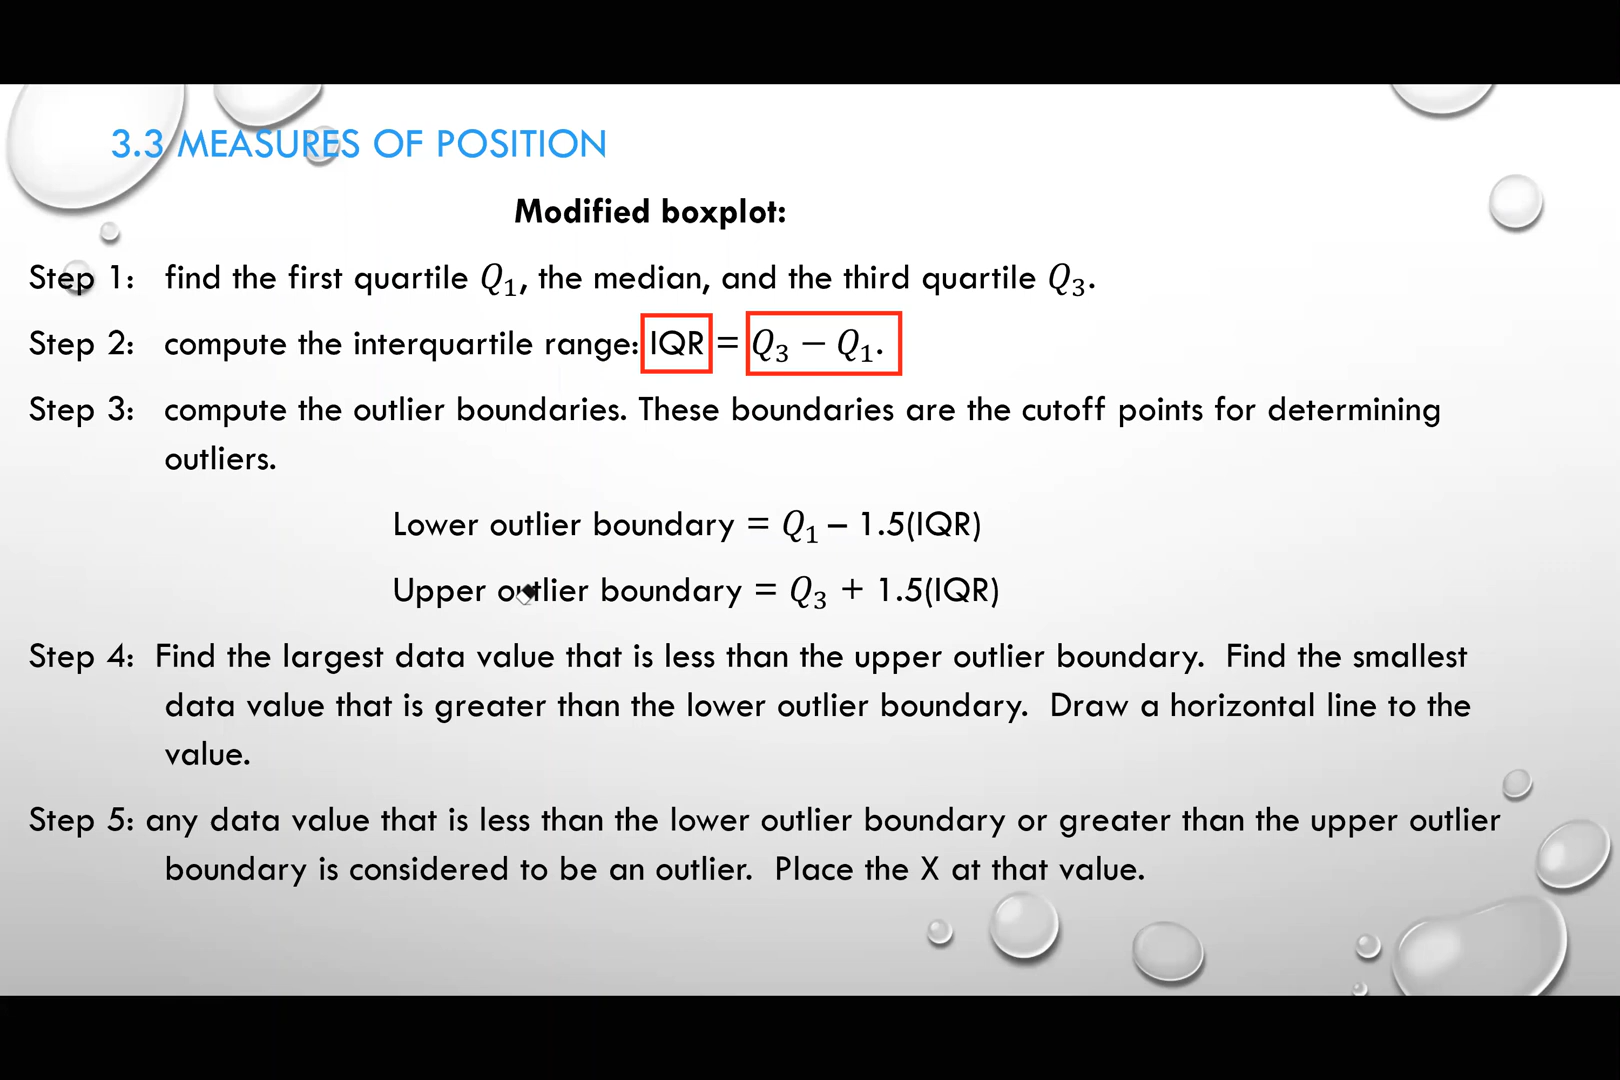 3.3 MEASURES OF POSITION
Modified boxplot:
Step 1: find the first quartile Q₁, the median, and the third quartile Q₃.
Step 2: compute the interquartile range: IQR = Q₃ − Q₁.
Step 3: compute the outlier boundaries. These boundaries are the cutoff points for determining
outliers.
Lower outlier boundary = Q₁ – 1.5(IQR)
Upper outlier boundary = Q₃ + 1.5(IQR)
Step 4: Find the largest data value that is less than the upper outlier boundary. Find the smallest
data value that is greater than the lower outlier boundary. Draw a horizontal line to the
value.
Step 5: any data value that is less than the lower outlier boundary or greater than the upper outlier
boundary is considered to be an outlier. Place the X at that value.